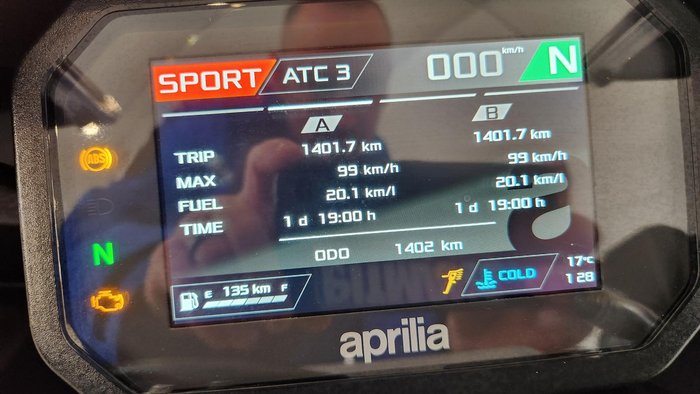 SPORT ATC 3 000 km/h N
A B
TRIP 1401.7 km 1401.7 km
MAX 99 km/h 99 km/h
FUEL 20.1 km/l 20.1 km/l
TIME 1 d 19:00 h 1 d 19:00 h
ODO 1402 km
ABS
N
E 135 km F
COLD
17°C
1 28
aprilia